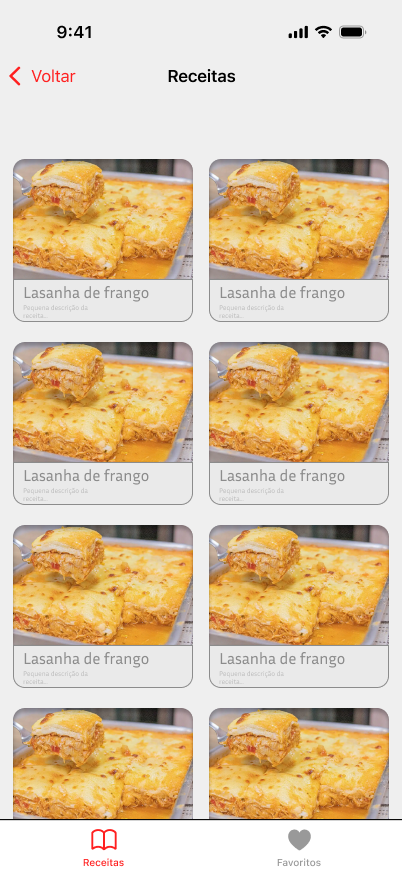 9:41
Voltar
Receitas
Lasanha de frango
Pequena descrição da
receita...
Lasanha de frango
Pequena descrição da
receita...
Lasanha de frango
Pequena descrição da
receita...
Lasanha de frango
Pequena descrição da
receita...
Lasanha de frango
Pequena descrição da
receita...
Lasanha de frango
Pequena descrição da
receita...
Receitas
Favoritos